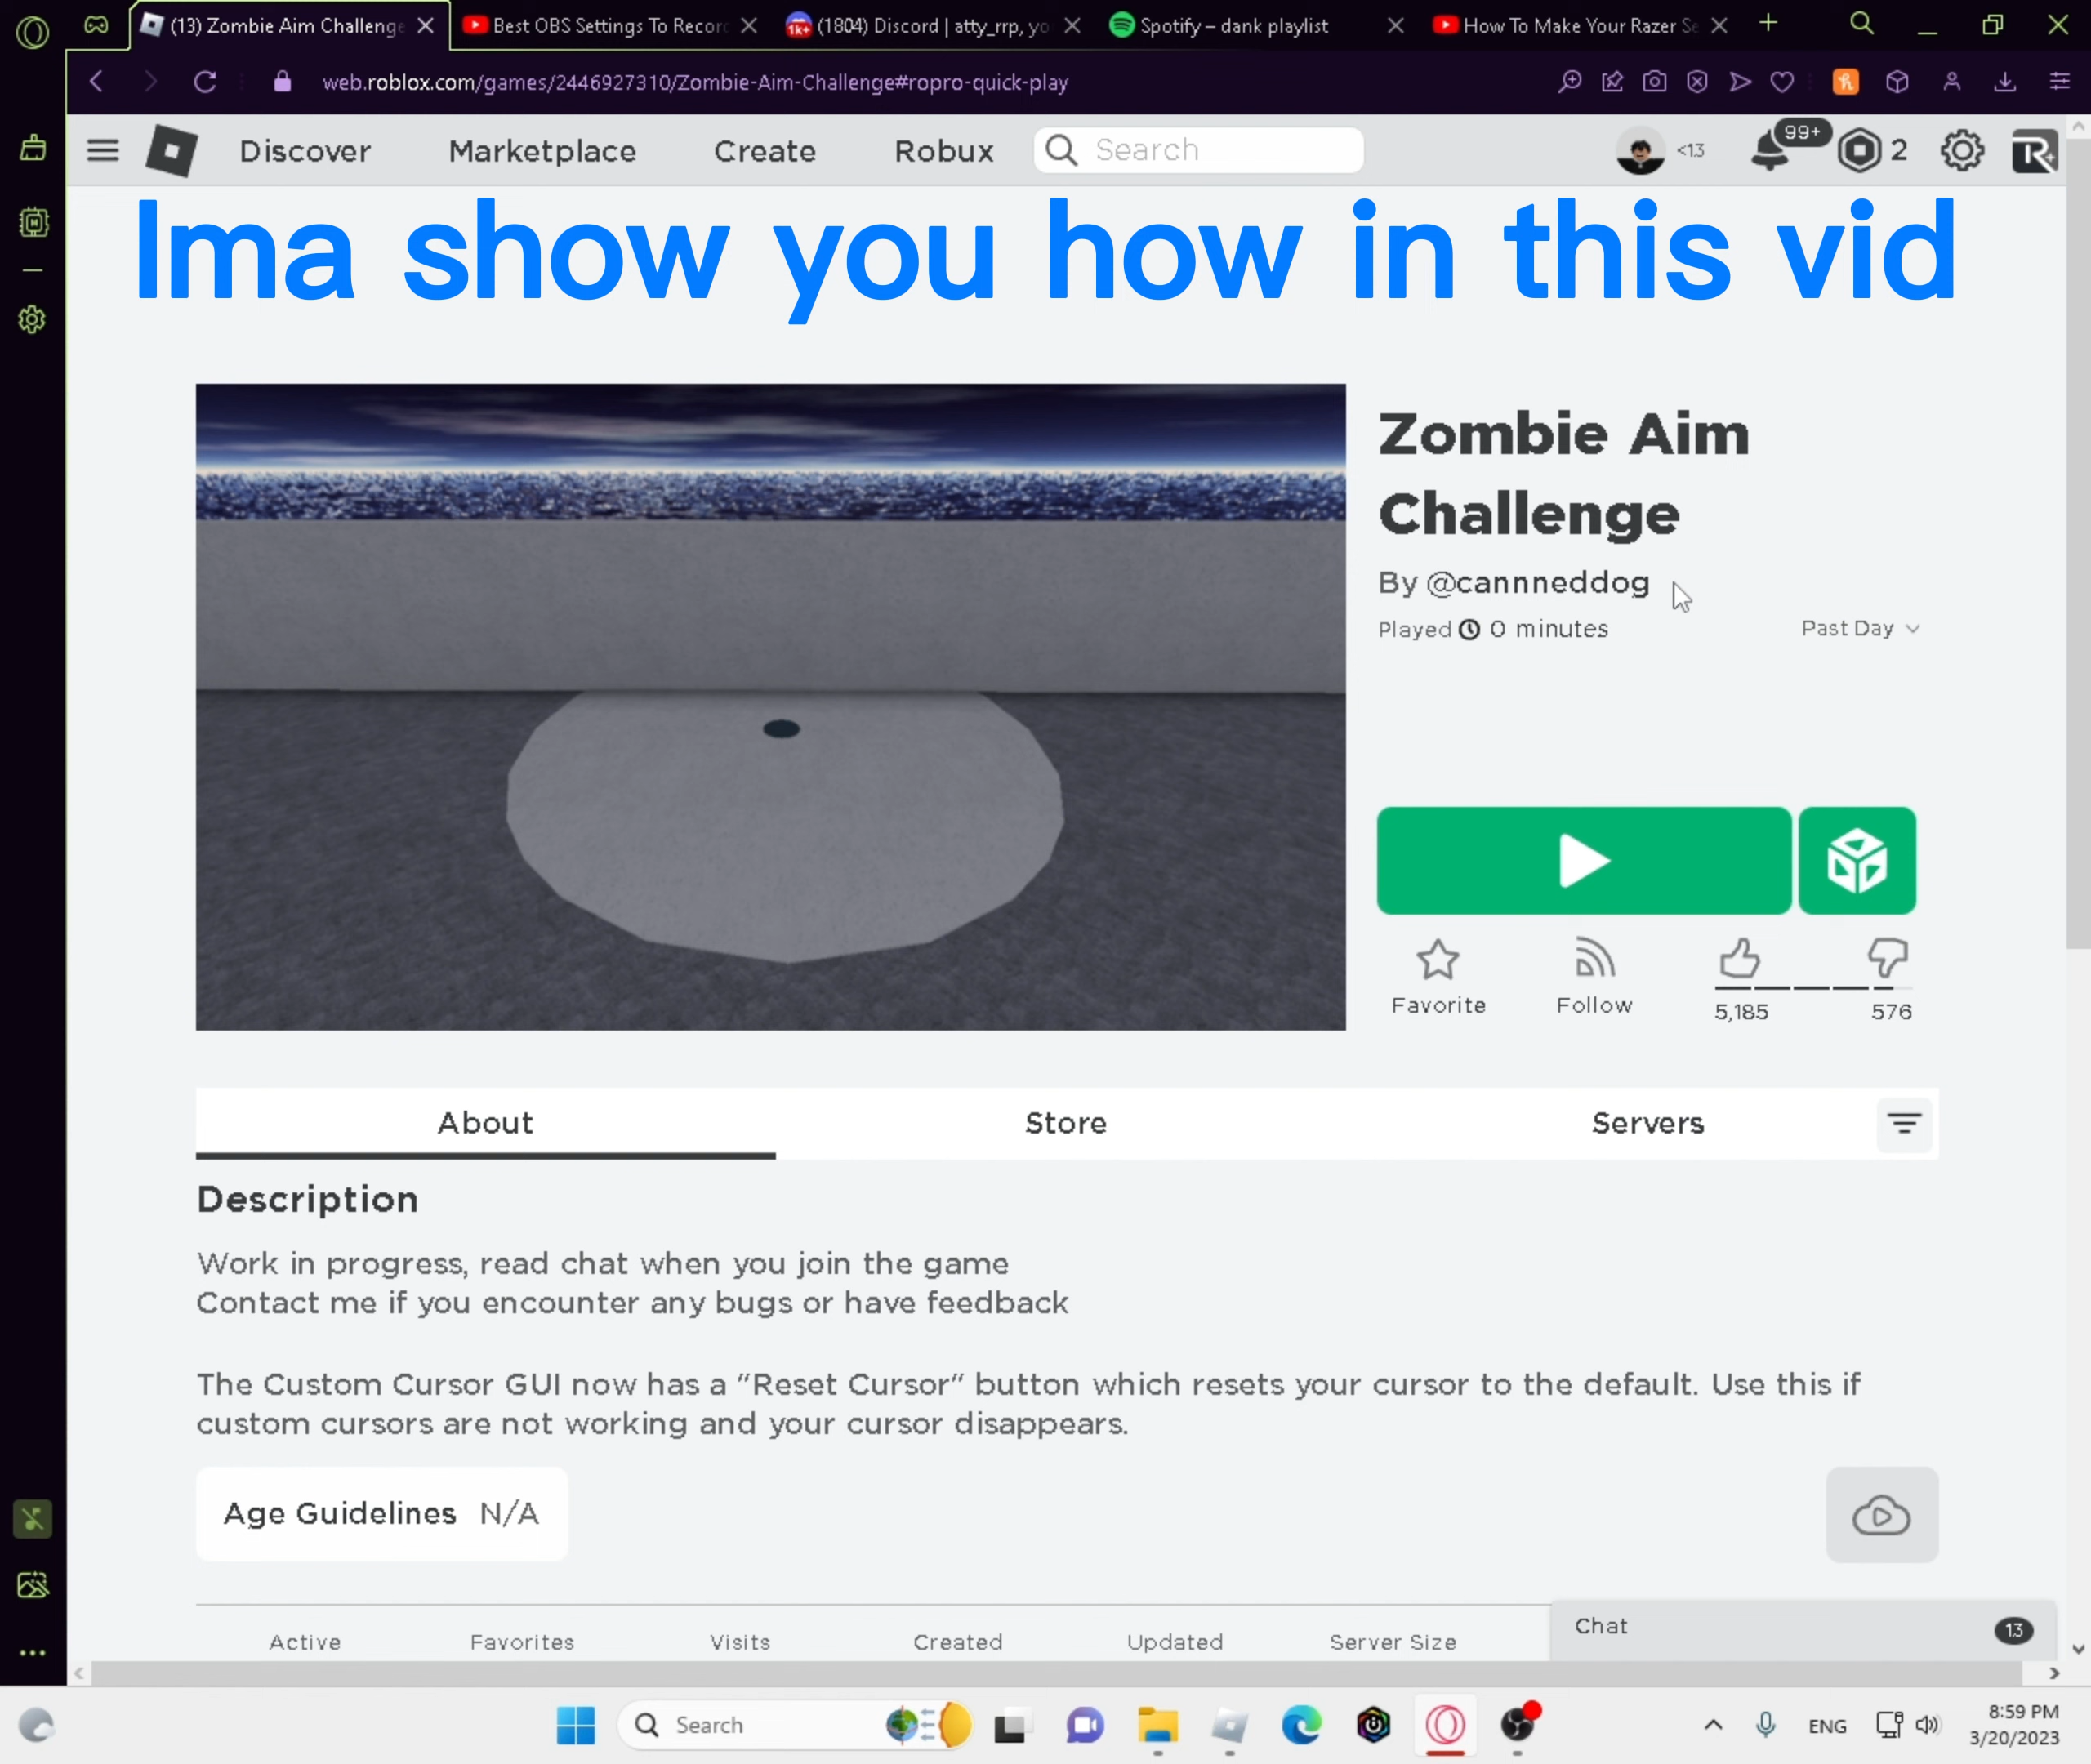 (13) Zombie Aim Challenge
Best OBS Settings To Recor
(1804) Discord | atty_rrp, yo
Spotify – dank playlist
How To Make Your Razer Se
web.roblox.com/games/2446927310/Zombie-Aim-Challenge#ropro-quick-play
Discover
Marketplace
Create
Robux
Search
<13
99+
2
Ima show you how in this vid
Zombie Aim
Challenge
By @cannneddog
Played 0 minutes
Past Day
Favorite
Follow
5,185
576
About
Store
Servers
Description
Work in progress, read chat when you join the game
Contact me if you encounter any bugs or have feedback
The Custom Cursor GUI now has a "Reset Cursor" button which resets your cursor to the default. Use this if
custom cursors are not working and your cursor disappears.
Age Guidelines N/A
Active
Favorites
Visits
Created
Updated
Server Size
Chat
13
Search
ENG
8:59 PM
3/20/2023